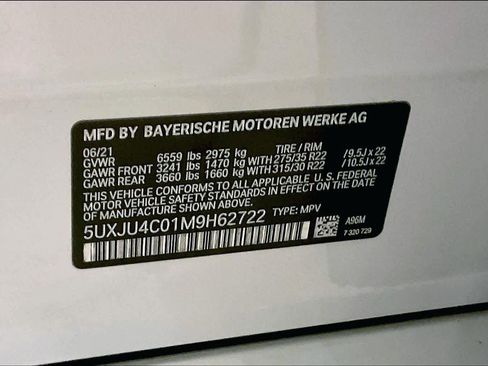 MFD BY BAYERISCHE MOTOREN WERKE AG
06/21 TIRE / RIM
GVWR 6559 lbs 2975 kg
GAWR FRONT 3241 lbs 1470 kg WITH 275/35 R22 / 9.5J x 22
GAWR REAR 3660 lbs 1660 kg WITH 315/30 R22 / 10.5J x 22
THIS VEHICLE CONFORMS TO ALL APPLICABLE U.S. FEDERAL
MOTOR VEHICLE SAFETY STANDARDS IN EFFECT ON THE
DATE OF MANUFACTURE SHOWN ABOVE.
5UXJU4C01M9H62722 TYPE: MPV
A96M
7 320 729